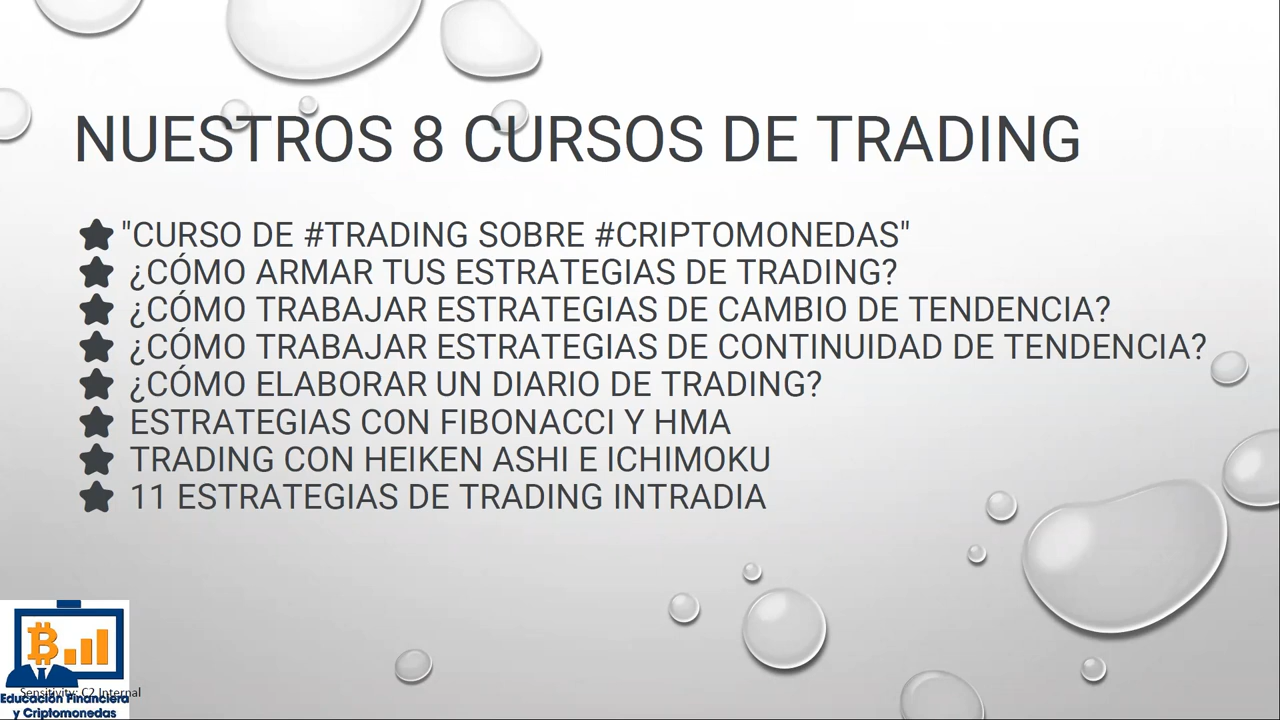 NUESTROS 8 CURSOS DE TRADING
"CURSO DE #TRADING SOBRE #CRIPTOMONEDAS"
¿CÓMO ARMAR TUS ESTRATEGIAS DE TRADING?
¿CÓMO TRABAJAR ESTRATEGIAS DE CAMBIO DE TENDENCIA?
¿CÓMO TRABAJAR ESTRATEGIAS DE CONTINUIDAD DE TENDENCIA?
¿CÓMO ELABORAR UN DIARIO DE TRADING?
ESTRATEGIAS CON FIBONACCI Y HMA
TRADING CON HEIKEN ASHI E ICHIMOKU
11 ESTRATEGIAS DE TRADING INTRADIA
Sensitivity: C2 Internal
Educación Financiera
y Criptomonedas